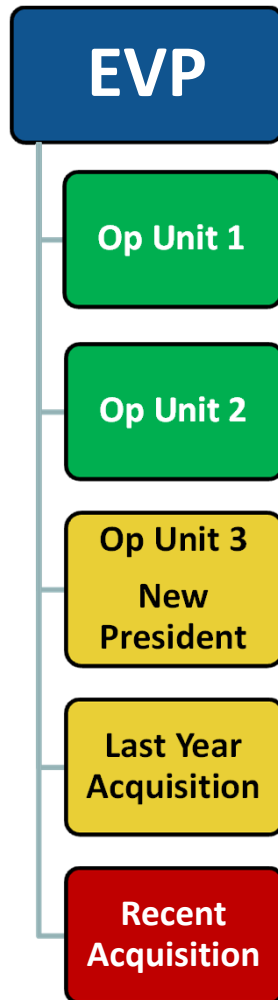 EVP
Op Unit 1
Op Unit 2
Op Unit 3
New
President
Last Year
Acquisition
Recent
Acquisition